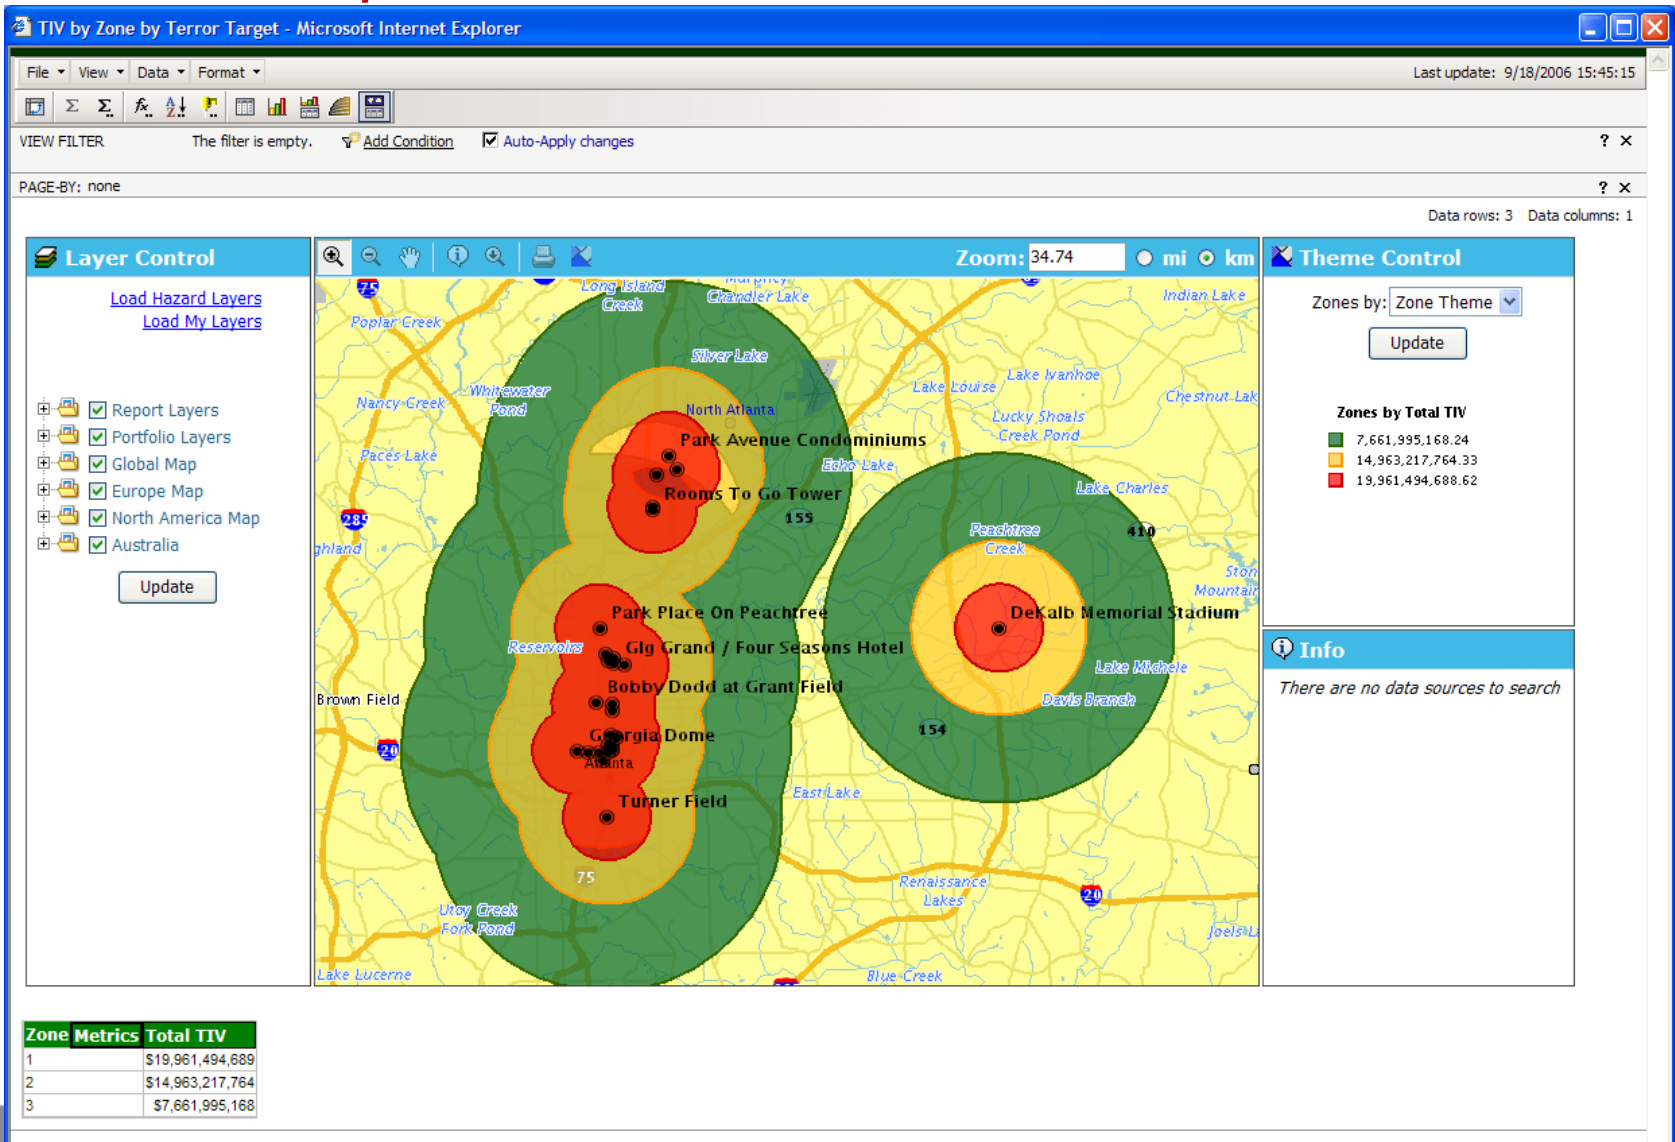 TIV by Zone by Terror Target - Microsoft Internet Explorer
File View Data Format Last update: 9/18/2006 15:45:15
VIEW FILTER The filter is empty. Add Condition Auto-Apply changes ? ×
PAGE-BY: none ? ×
Data rows: 3 Data columns: 1
Layer Control
Load Hazard Layers
Load My Layers
Report Layers
Portfolio Layers
Global Map
Europe Map
North America Map
Australia
Update
Zoom: 34.74 mi km
75
Long Island
Creek
Murphey
Chandler Lake
Indian Lake
Poplar Creek
Silver Lake
Whitewater
Pond
Nancy Creek
Lake Louise
Lake Ivanhoe
Chestnut Lak
North Atlanta
Lucky Shoals
Creek Pond
Park Avenue Condominiums
Paces Lake
Echo Lake
Rooms To Go Tower
Lake Charles
285
155
Peachtree
Creek
410
ghland
Ston
Mountain
Park Place On Peachtree
DeKalb Memorial Stadium
Reservoirs
Glg Grand / Four Seasons Hotel
Lake Michele
Bobby Dodd at Grant Field
Brown Field
Davis Branch
154
Georgia Dome
20
Atlanta
East Lake
Turner Field
75
Renaissance
Lakes
20
Utoy Creek
Fork Pond
Joels L
Lake Lucerne
Blue Creek
Theme Control
Zones by: Zone Theme
Update
Zones by Total TIV
7,661,995,168.24
14,963,217,764.33
19,961,494,688.62
Info
There are no data sources to search
Zone Metrics Total TIV
1 $19,961,494,689
2 $14,963,217,764
3 $7,661,995,168